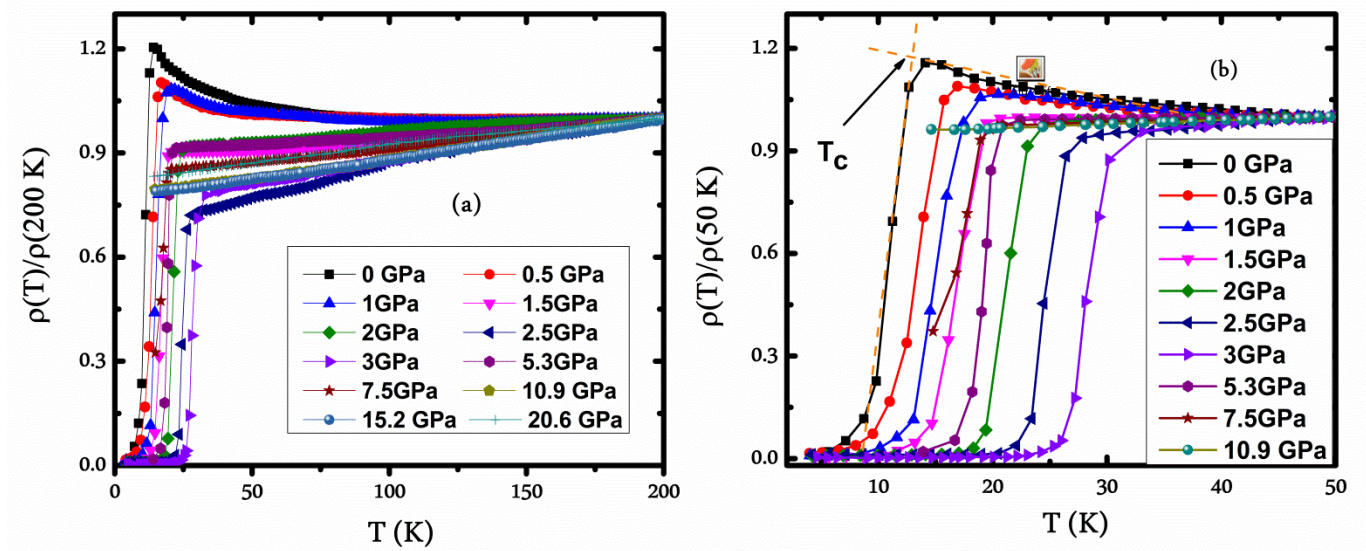 ρ(T)/ρ(200 K)
1.2
0.9
0.6
0.3
0.0
(a)
0 GPa 0.5 GPa
1GPa 1.5GPa
2GPa 2.5GPa
3GPa 5.3GPa
7.5GPa 10.9 GPa
15.2 GPa 20.6 GPa
0 50 100 150 200
T (K)
ρ(T)/ρ(50 K)
1.2
0.9
0.6
0.3
0.0
(b)
TC
0 GPa
0.5 GPa
1GPa
1.5GPa
2GPa
2.5GPa
3GPa
5.3GPa
7.5GPa
10.9 GPa
10 20 30 40 50
T (K)